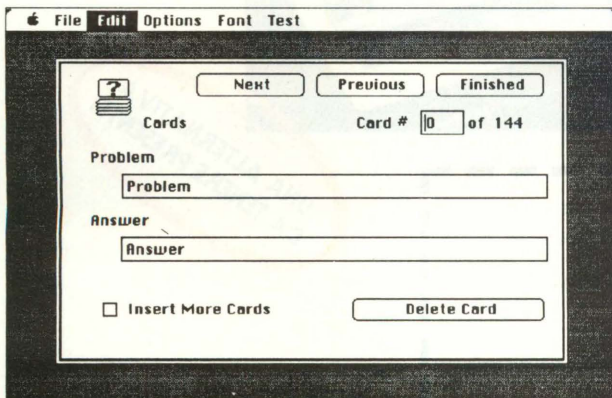 File Edit Options Font Test
?
Next Previous Finished
Cards Card # 0 of 144
Problem
Problem
Answer
Answer
Insert More Cards Delete Card